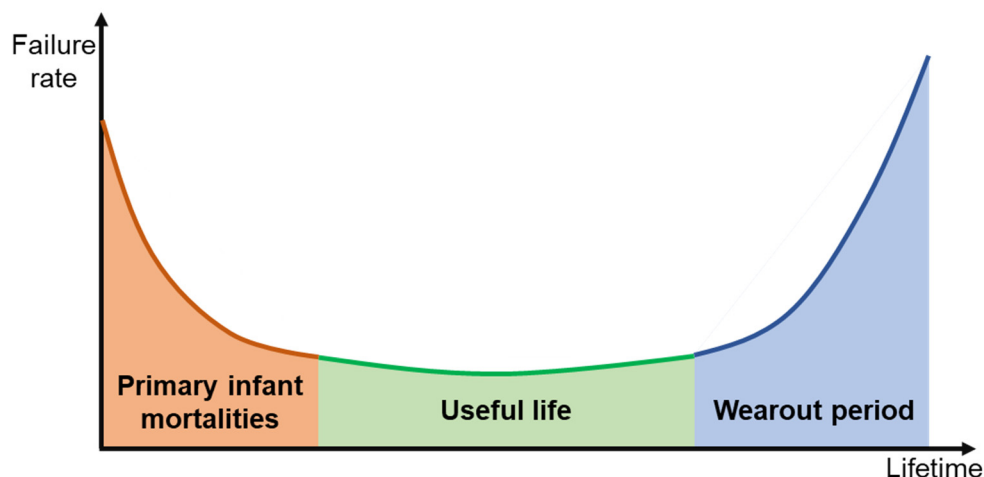 Failure
rate
Primary infant
mortalities
Useful life
Wearout period
Lifetime